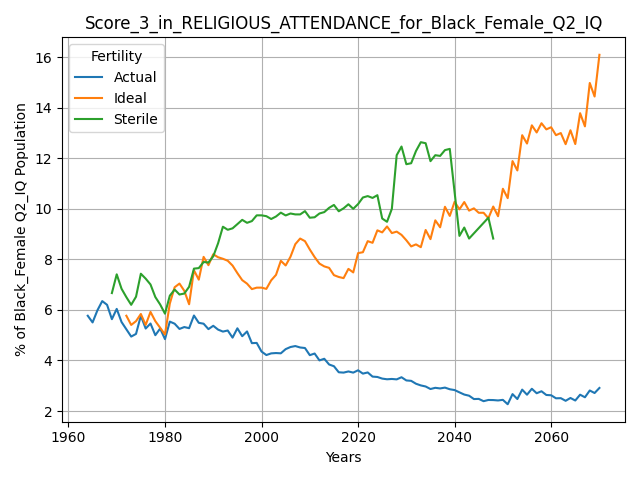 Score_3_in_RELIGIOUS_ATTENDANCE_for_Black_Female_Q2_IQ
Fertility
Actual
Ideal
Sterile
% of Black_Female Q2_IQ Population
16
14
12
10
8
6
4
2
1960
1980
2000
2020
2040
2060
Years